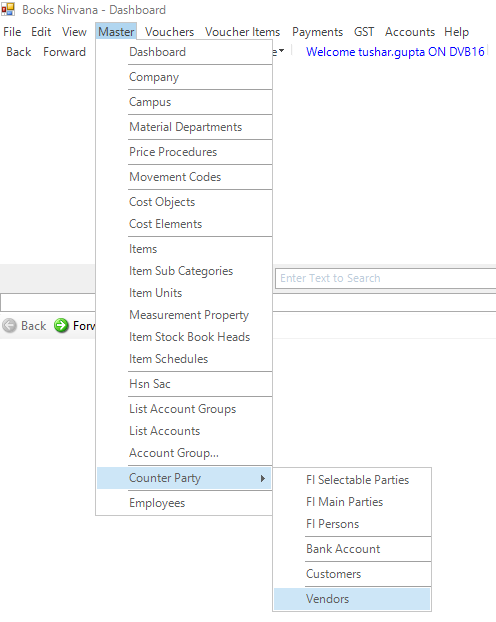 Books Nirvana - Dashboard
File Edit View Master Vouchers Voucher Items Payments GST Accounts Help
Back Forward Welcome tushar.gupta ON DVB16
Dashboard
Company
Campus
Material Departments
Price Procedures
Movement Codes
Cost Objects
Cost Elements
Items
Item Sub Categories
Enter Text to Search
Item Units
Measurement Property
Back Forw
Item Stock Book Heads
Item Schedules
Hsn Sac
List Account Groups
List Accounts
Account Group...
Counter Party
Employees
FI Selectable Parties
FI Main Parties
FI Persons
Bank Account
Customers
Vendors